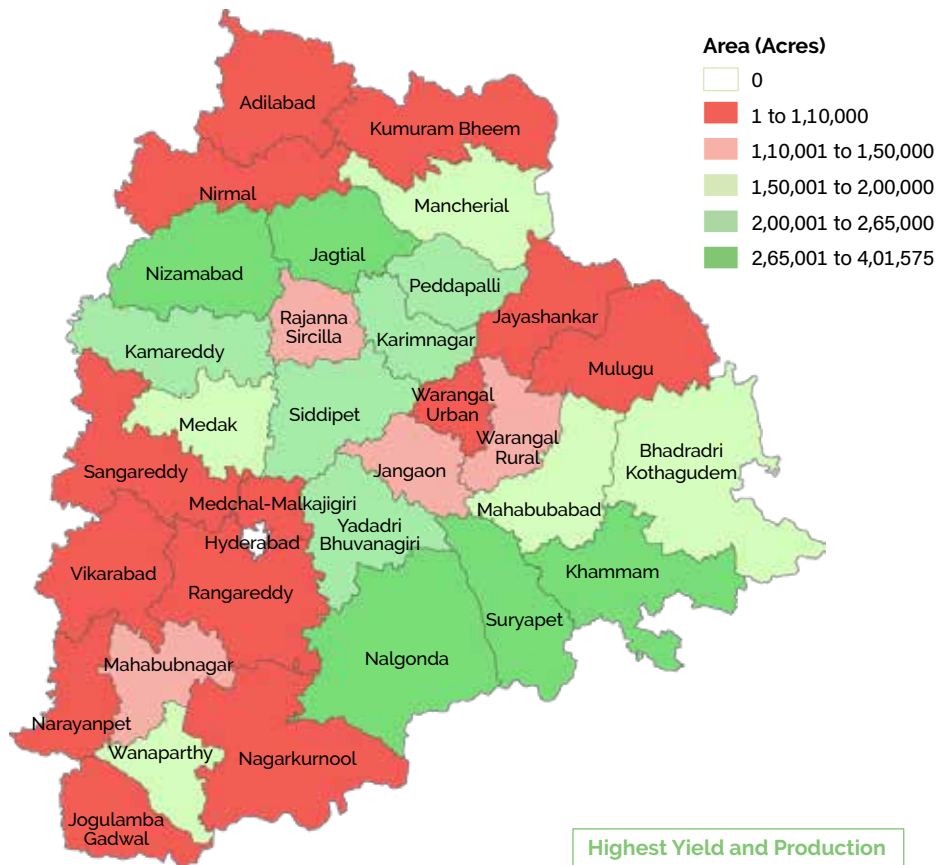 Area (Acres)
0
1 to 1,10,000
1,10,001 to 1,50,000
1,50,001 to 2,00,000
2,00,001 to 2,65,000
2,65,001 to 4,01,575
Adilabad
Kumuram Bheem
Nirmal
Mancherial
Nizamabad
Jagtial
Peddapalli
Rajanna
Sircilla
Karimnagar
Jayashankar
Kamareddy
Mulugu
Medak
Siddipet
Warangal
Urban
Warangal
Rural
Bhadradri
Kothagudem
Sangareddy
Jangaon
Medchal-Malkajigiri
Mahabubabad
Yadadri
Bhuvanagiri
Hyderabad
Vikarabad
Rangareddy
Khammam
Suryapet
Nalgonda
Mahabubnagar
Narayanpet
Wanaparthy
Nagarkurnool
Jogulamba
Gadwal
Highest Yield and Production